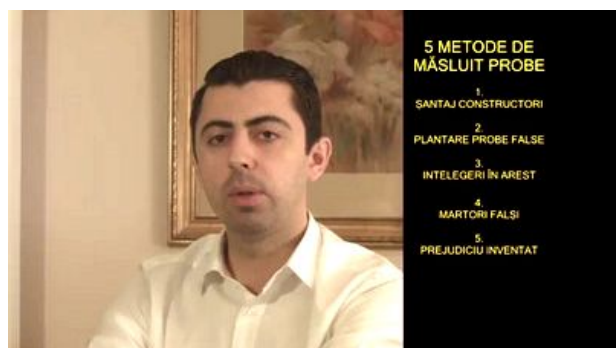 5 METODE DE
MĂSLUIT PROBE
1.
ȘANTAJ CONSTRUCTORI
2.
PLANTARE PROBE FALSE
3.
INTELEGERI ÎN AREST
4.
MARTORI FALȘI
5.
PREJUDICIU INVENTAT